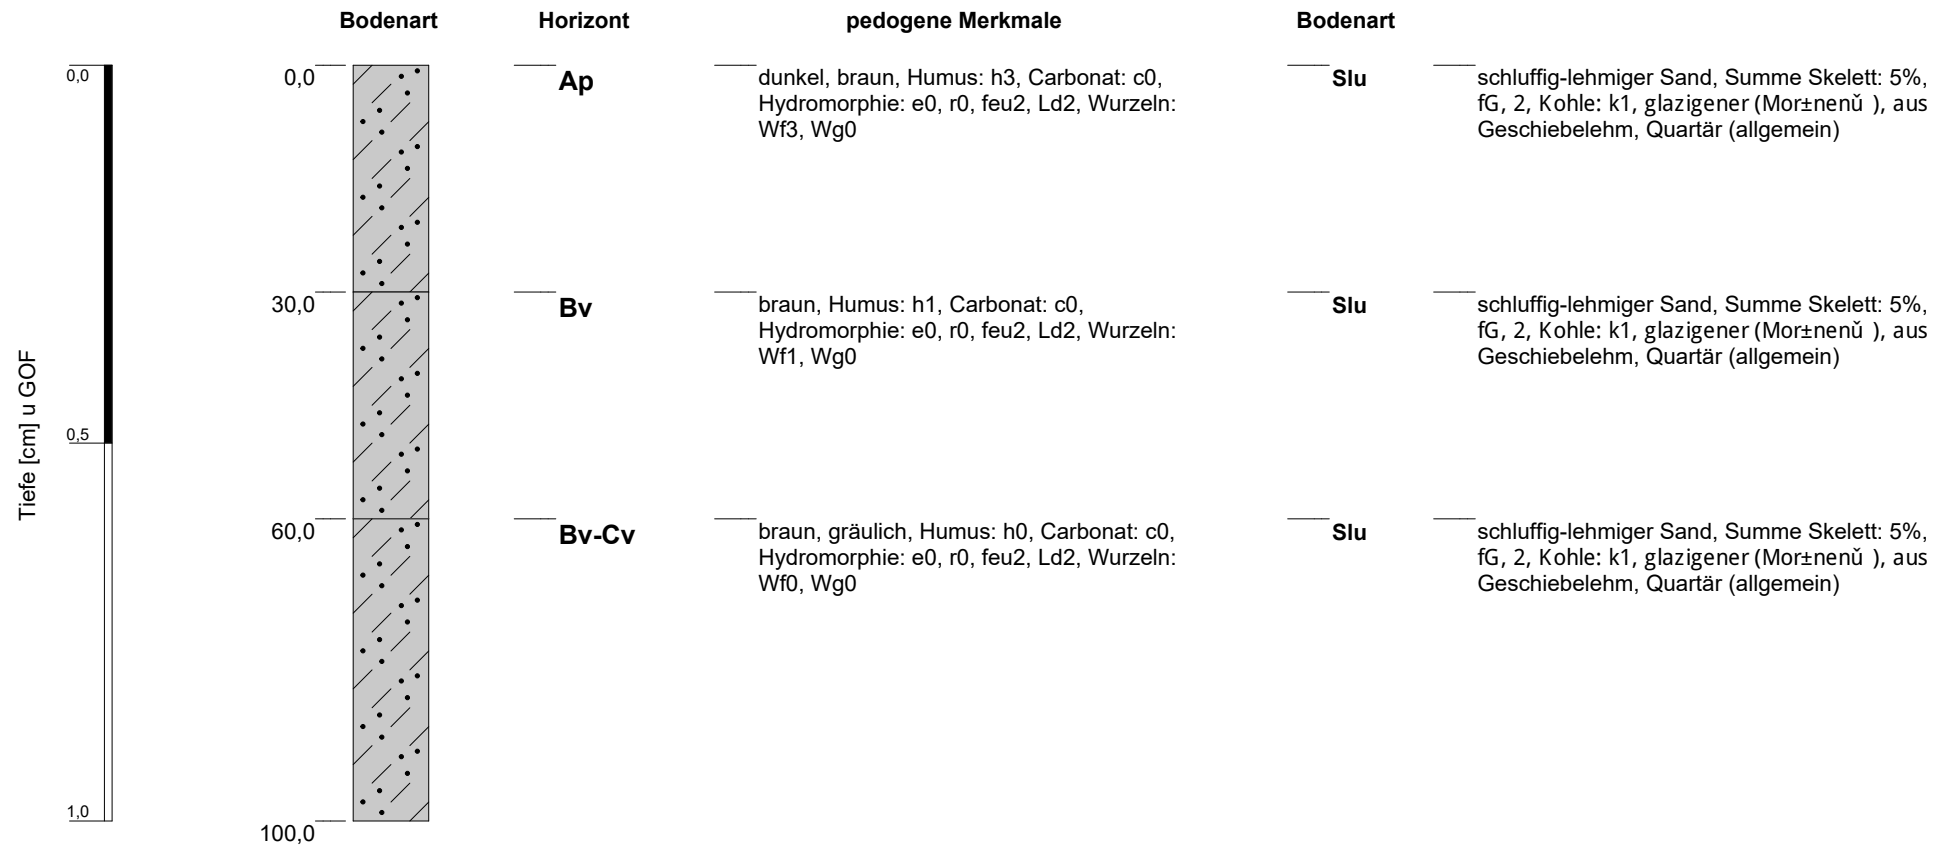 Bodenart Horizont pedogene Merkmale Bodenart
Tiefe [cm] u GOF
0,0
0,5
1,0
0,0
Ap
dunkel, braun, Humus: h3, Carbonat: c0,
Hydromorphie: e0, r0, feu2, Ld2, Wurzeln:
Wf3, Wg0
Slu
schluffig-lehmiger Sand, Summe Skelett: 5%,
fG, 2, Kohle: k1, glazigener (Mor±nenǔ ), aus
Geschiebelehm, Quartär (allgemein)
30,0
Bv
braun, Humus: h1, Carbonat: c0,
Hydromorphie: e0, r0, feu2, Ld2, Wurzeln:
Wf1, Wg0
Slu
schluffig-lehmiger Sand, Summe Skelett: 5%,
fG, 2, Kohle: k1, glazigener (Mor±nenǔ ), aus
Geschiebelehm, Quartär (allgemein)
60,0
Bv-Cv
braun, gräulich, Humus: h0, Carbonat: c0,
Hydromorphie: e0, r0, feu2, Ld2, Wurzeln:
Wf0, Wg0
Slu
schluffig-lehmiger Sand, Summe Skelett: 5%,
fG, 2, Kohle: k1, glazigener (Mor±nenǔ ), aus
Geschiebelehm, Quartär (allgemein)
100,0